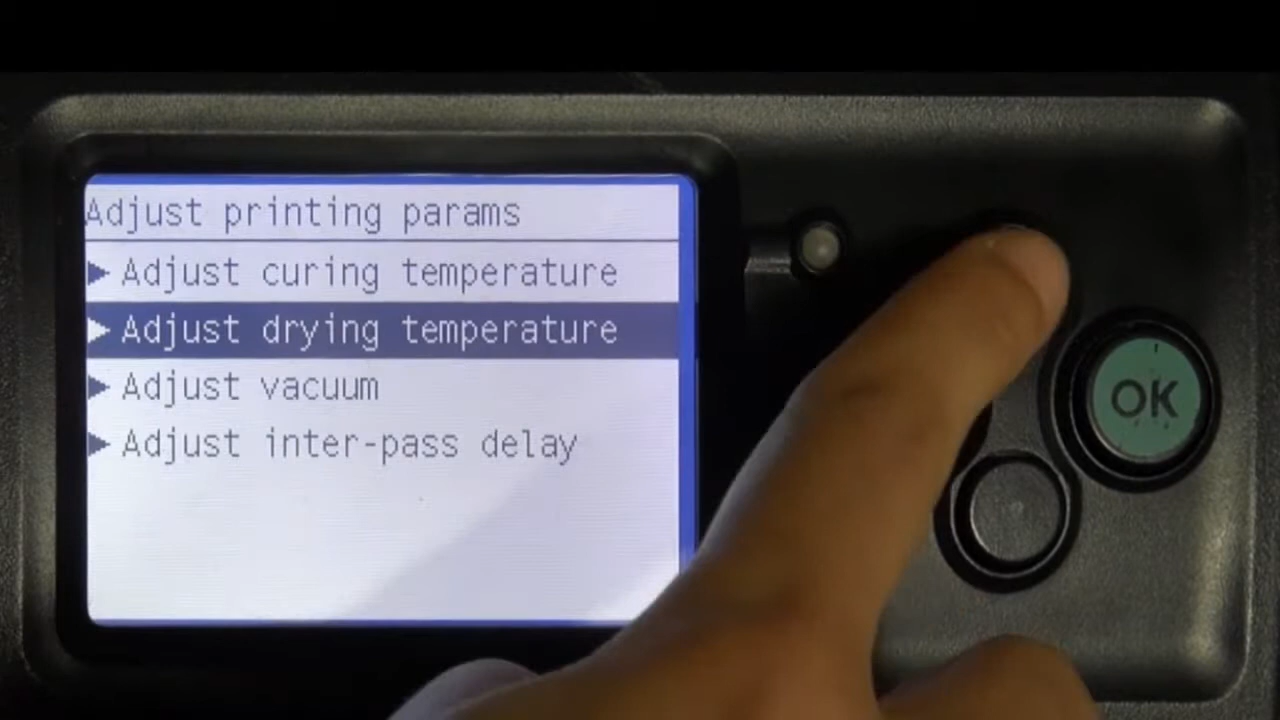 Adjust printing params
Adjust curing temperature
Adjust drying temperature
Adjust vacuum
Adjust inter-pass delay
OK